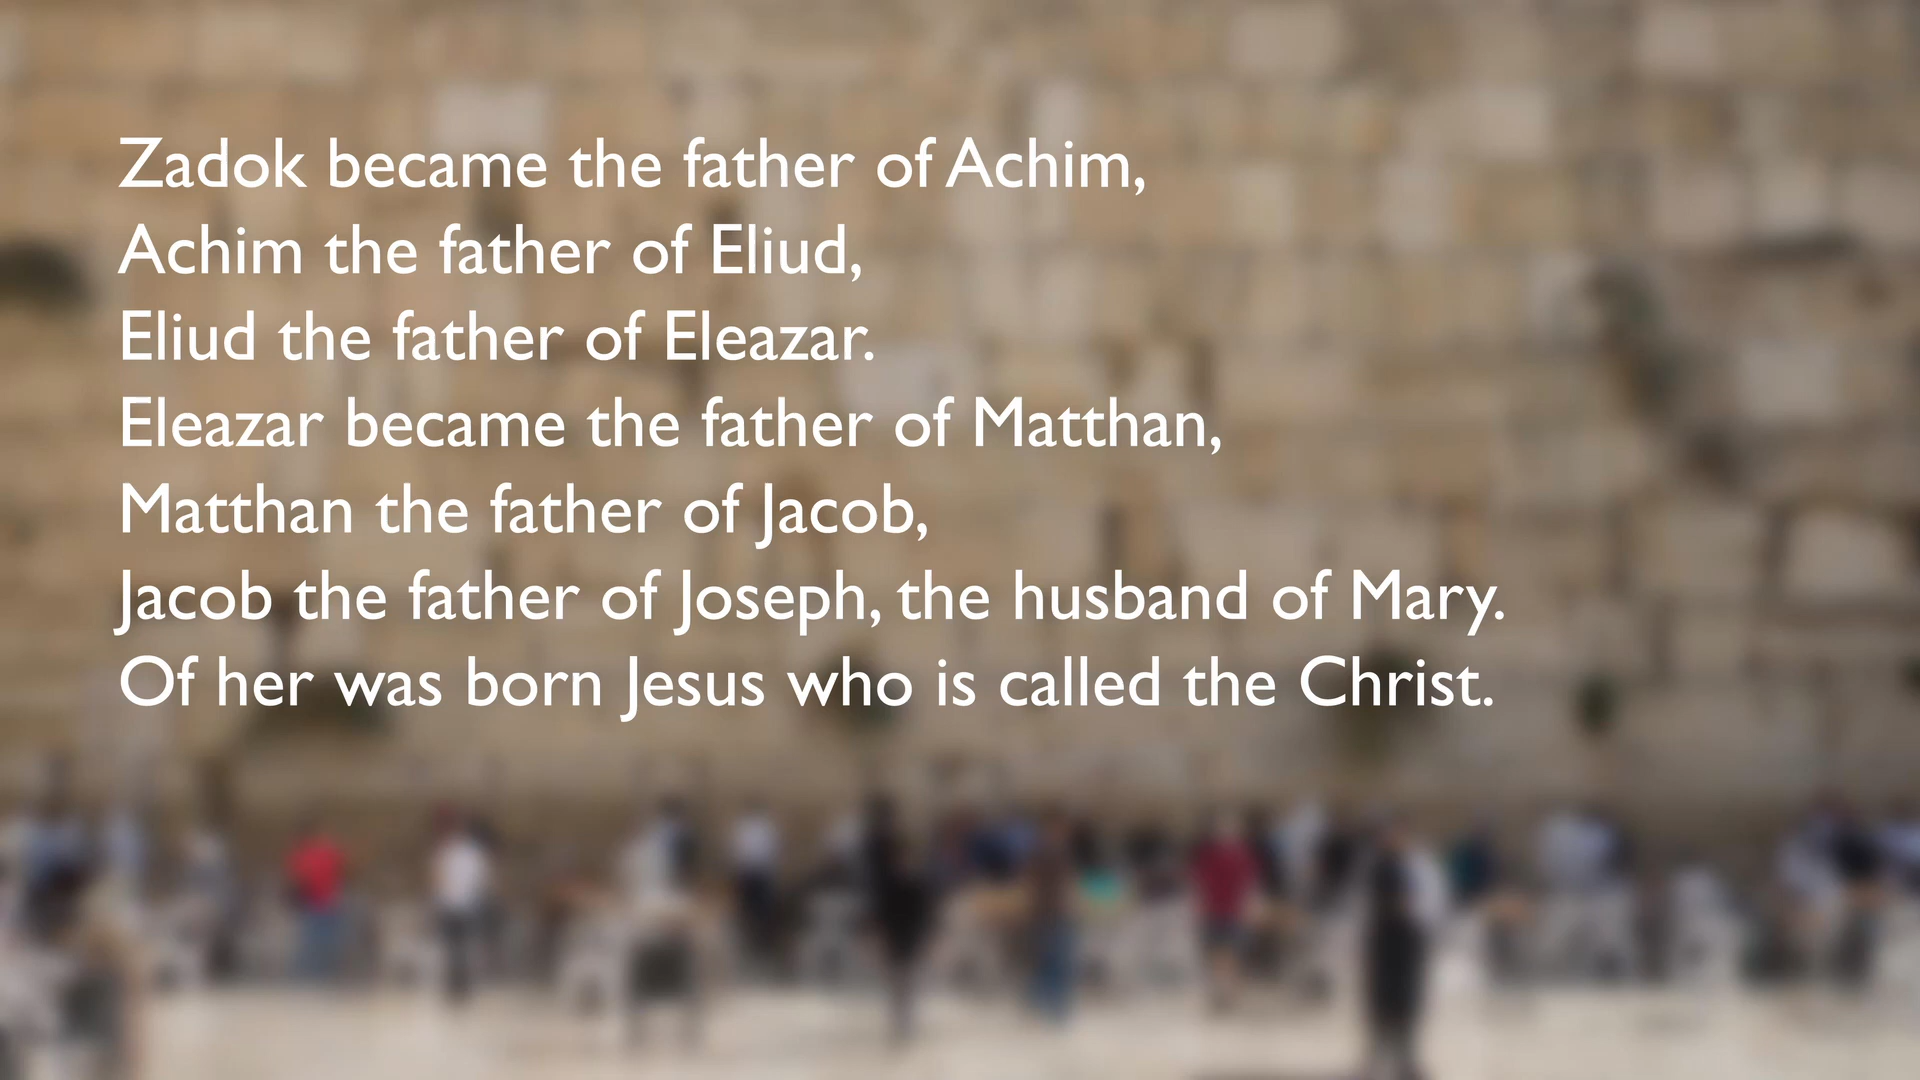 Zadok became the father of Achim,
Achim the father of Eliud,
Eliud the father of Eleazar.
Eleazar became the father of Matthan,
Matthan the father of Jacob,
Jacob the father of Joseph, the husband of Mary.
Of her was born Jesus who is called the Christ.